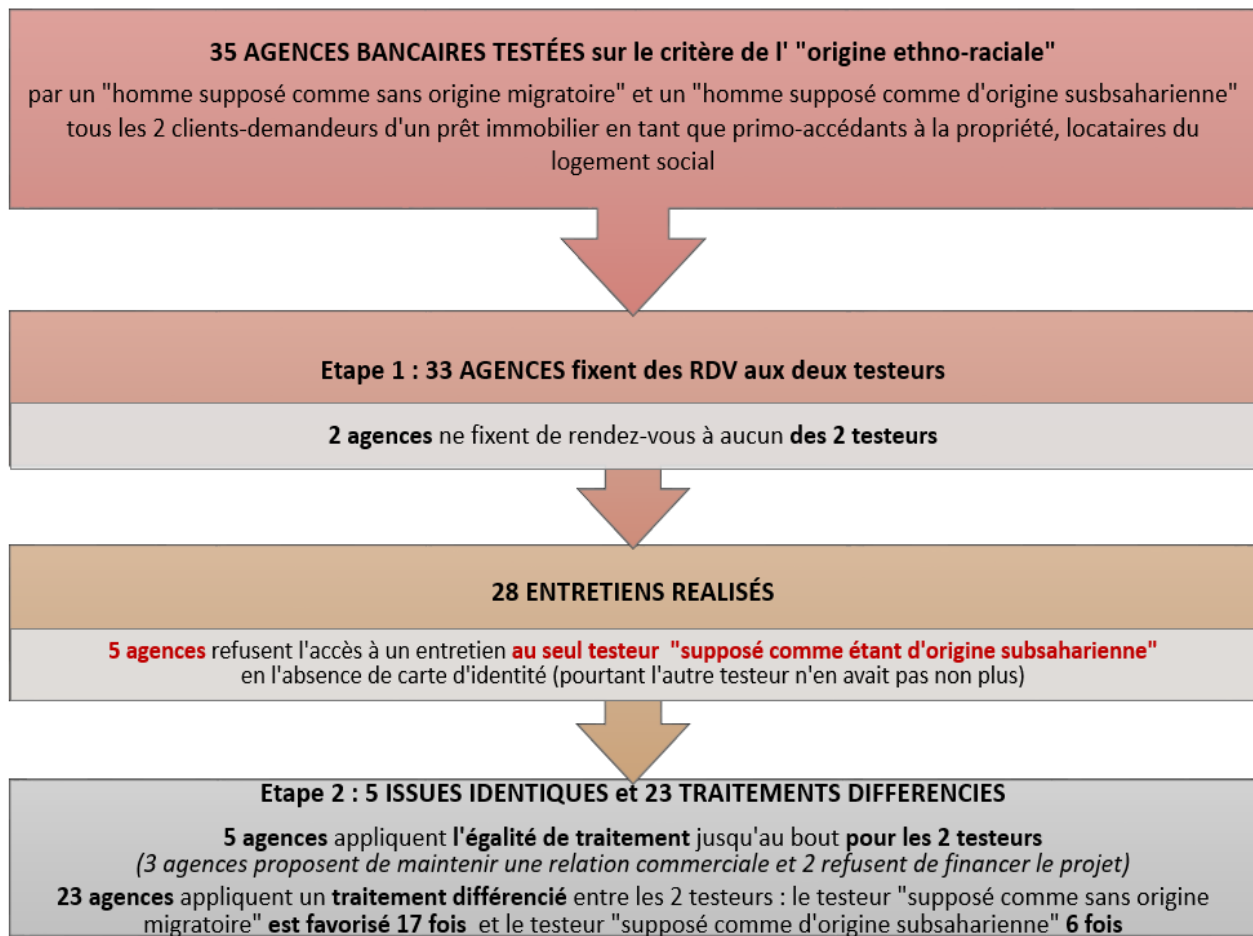 35 AGENCES BANCAIRES TESTÉES sur le critère de l' "origine ethno-raciale"
par un "homme supposé comme sans origine migratoire" et un "homme supposé comme d'origine susbsaharienne"
tous les 2 clients-demandeurs d'un prêt immobilier en tant que primo-accédants à la propriété, locataires du
logement social
Etape 1 : 33 AGENCES fixent des RDV aux deux testeurs
2 agences ne fixent de rendez-vous à aucun des 2 testeurs
28 ENTRETIENS REALISÉS
5 agences refusent l'accès à un entretien au seul testeur "supposé comme étant d'origine subsaharienne"
en l'absence de carte d'identité (pourtant l'autre testeur n'en avait pas non plus)
Etape 2 : 5 ISSUES IDENTIQUES et 23 TRAITEMENTS DIFFERENCIES
5 agences appliquent l'égalité de traitement jusqu'au bout pour les 2 testeurs
(3 agences proposent de maintenir une relation commerciale et 2 refusent de financer le projet)
23 agences appliquent un traitement différencié entre les 2 testeurs : le testeur "supposé comme sans origine
migratoire" est favorisé 17 fois et le testeur "supposé comme d'origine subsaharienne" 6 fois